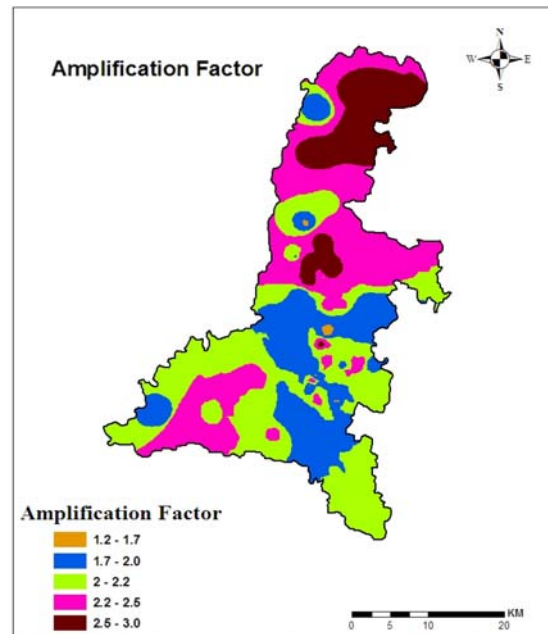 Amplification Factor
N
W E
S
Amplification Factor
1.2 - 1.7
1.7 - 2.0
2 - 2.2
2.2 - 2.5
2.5 - 3.0
KM
0 5 10 20